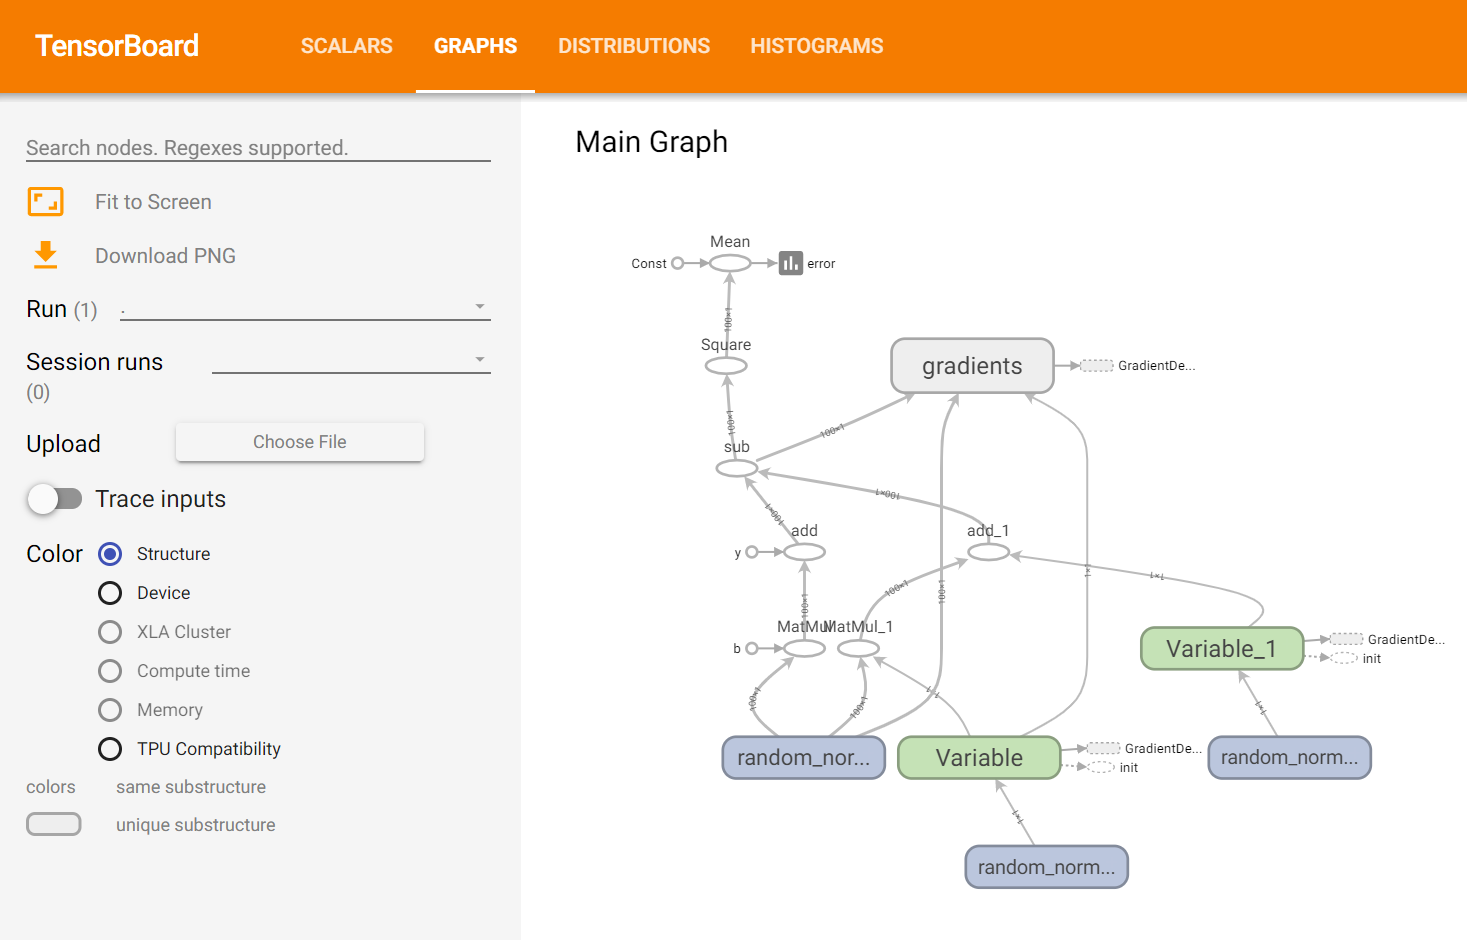 TensorBoard
SCALARS
GRAPHS
DISTRIBUTIONS
HISTOGRAMS
Search nodes. Regexes supported.
Fit to Screen
Download PNG
Run (1)
.
Session runs
(0)
Upload
Choose File
Trace inputs
Color
Structure
Device
XLA Cluster
Compute time
Memory
TPU Compatibility
colors
same substructure
unique substructure
Main Graph
Mean
Const
error
100×1
Square
gradients
GradientDe...
100×1
100×1
sub
100×1
100×1
add
add_1
y
1×1
1×1
100×1
100×1
100×1
MatMul
MatMul_1
b
Variable_1
GradientDe...
init
100×1
100×1
1×1
1×1
random_nor...
Variable
GradientDe...
init
random_norm...
1×1
random_norm...